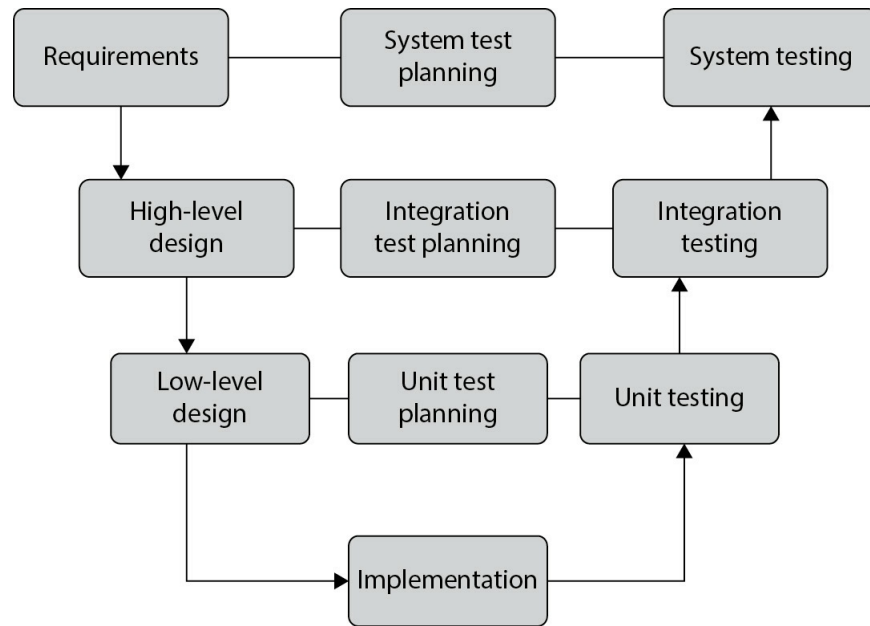 Requirements
System test
planning
System testing
High-level
design
Integration
test planning
Integration
testing
Low-level
design
Unit test
planning
Unit testing
Implementation